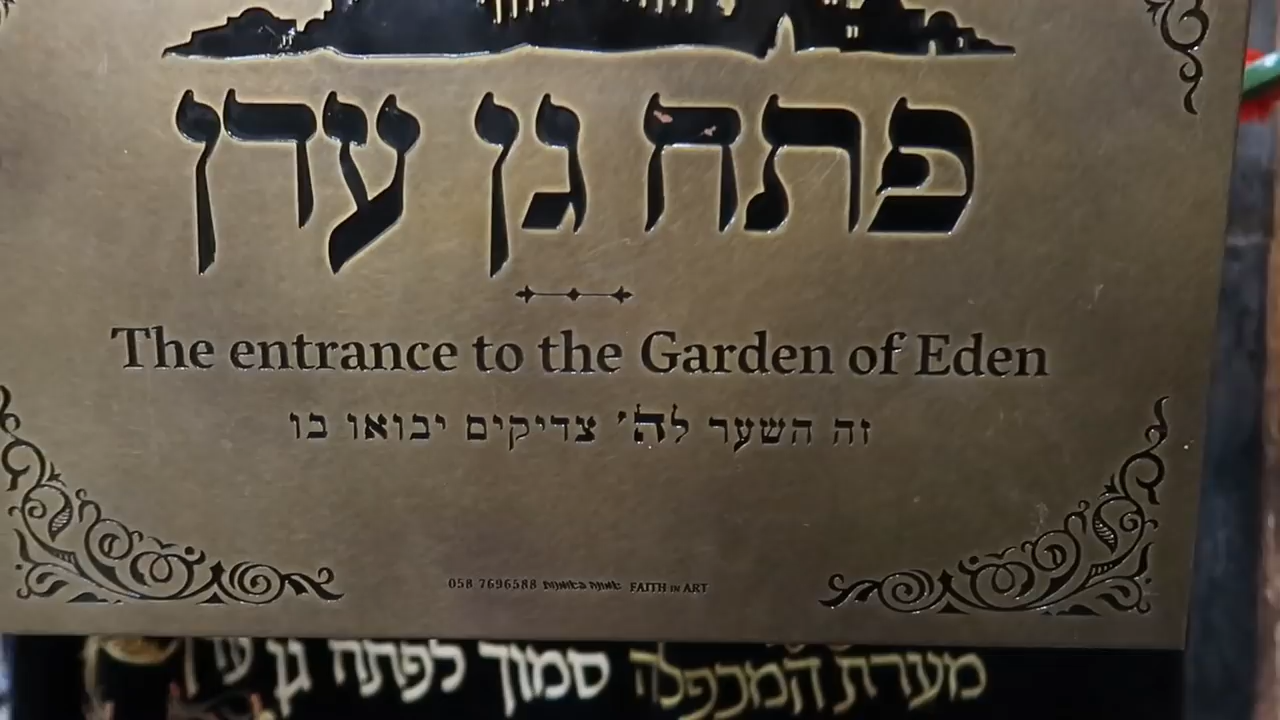 פתח גן עדן
The entrance to the Garden of Eden
זה השער לה' צדיקים יבואו בו
058 7696588 FAITH IN ART
מערת המכפלה סמוך לפתח גן עדן